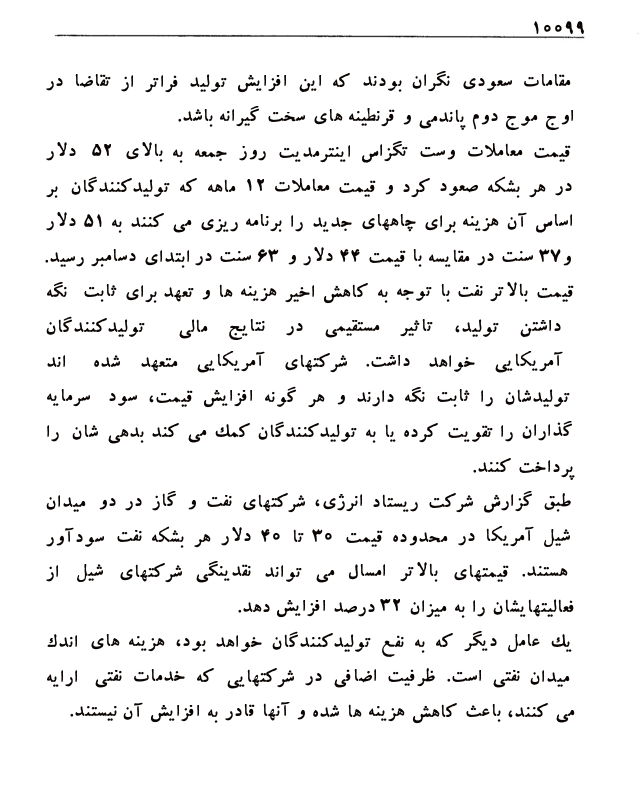 ۱۰۰۹۹
مقامات سعودی نگران بودند که این افزایش تولید فراتر از تقاضا در
اوج موج دوم پاندمی و قرنطینه های سخت گیرانه باشد.
قیمت معاملات وست تگزاس اینترمدیت روز جمعه به بالای ۵۲ دلار
در هر بشکه صعود کرد و قیمت معاملات ۱۲ ماهه که تولیدکنندگان بر
اساس آن هزینه برای چاههای جدید را برنامه ریزی می کنند به ۵۱ دلار
و۳۷ سنت در مقایسه با قیمت ۴۴ دلار و ۶۳ سنت در ابتدای دسامبر رسید.
قیمت بالاتر نفت با توجه به کاهش اخیر هزینه ها و تعهد برای ثابت نگه
داشتن تولید، تاثیر مستقیمی در نتایج مالی تولیدکنندگان
آمریکایی خواهد داشت. شرکتهای آمریکایی متعهد شده اند
تولیدشان را ثابت نگه دارند و هر گونه افزایش قیمت، سود سرمایه
گذاران را تقویت کرده یا به تولیدکنندگان کمك می کند بدهی شان را
پرداخت کنند.
طبق گزارش شرکت ریستاد انرژی، شرکتهای نفت و گاز در دو میدان
شیل آمریکا در محدوده قیمت ۳۰ تا ۴۰ دلار هر بشکه نفت سودآور
هستند. قیمتهای بالاتر امسال می تواند نقدینگی شرکتهای شیل از
فعالیتهایشان را به میزان ۳۲ درصد افزایش دهد.
یك عامل دیگر که به نفع تولیدکنندگان خواهد بود، هزینه های اندك
میدان نفتی است. ظرفیت اضافی در شرکتهایی که خدمات نفتی ارایه
می کنند، باعث کاهش هزینه ها شده و آنها قادر به افزایش آن نیستند.